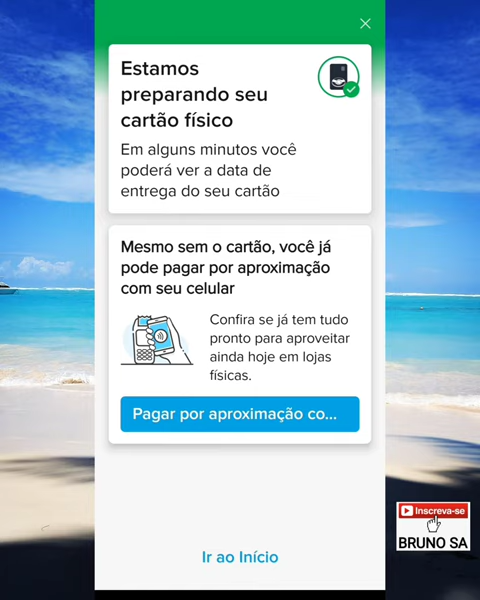 Estamos
preparando seu
cartão físico
Em alguns minutos você
poderá ver a data de
entrega do seu cartão
Mesmo sem o cartão, você já
pode pagar por aproximação
com seu celular
Confira se já tem tudo
pronto para aproveitar
ainda hoje em lojas
físicas.
Pagar por aproximação co...
Inscreva-se
BRUNO SA
Ir ao Início